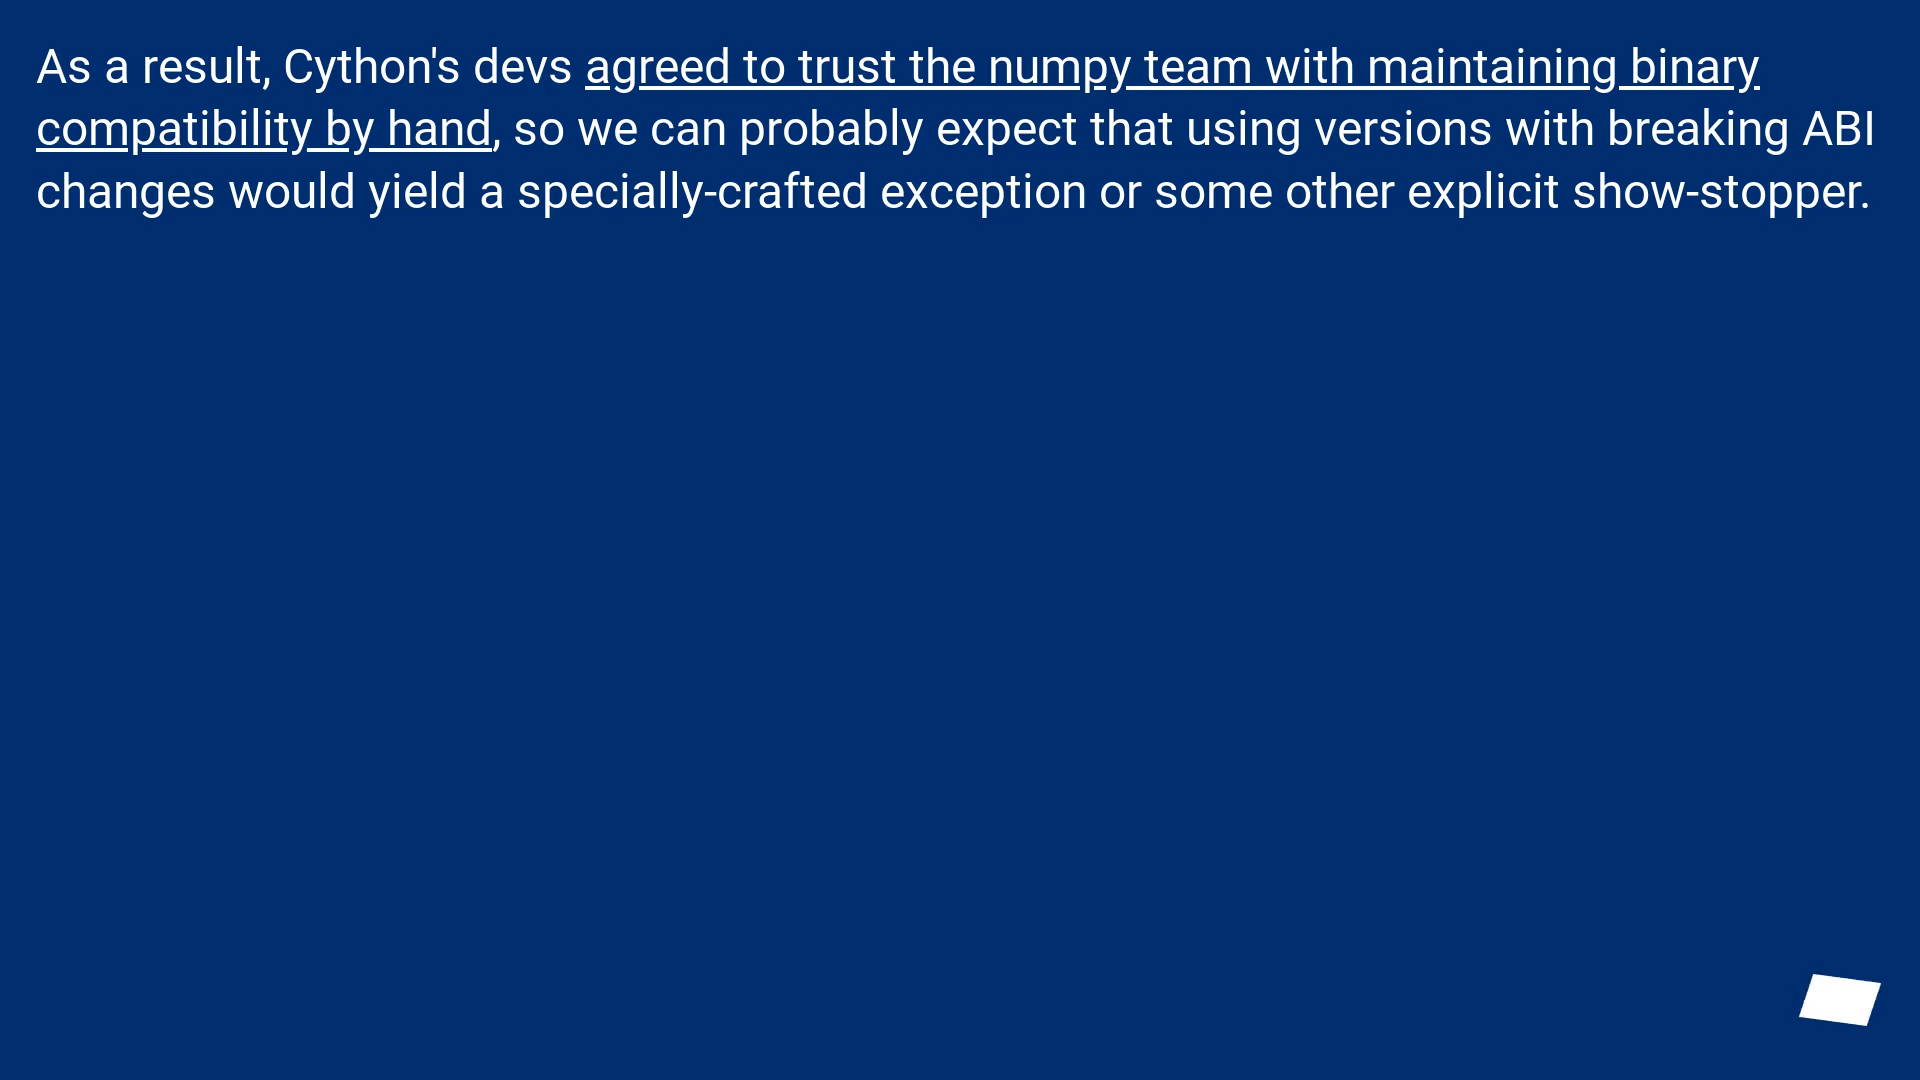 As a result, Cython's devs agreed to trust the numpy team with maintaining binary
compatibility by hand, so we can probably expect that using versions with breaking ABI
changes would yield a specially-crafted exception or some other explicit show-stopper.